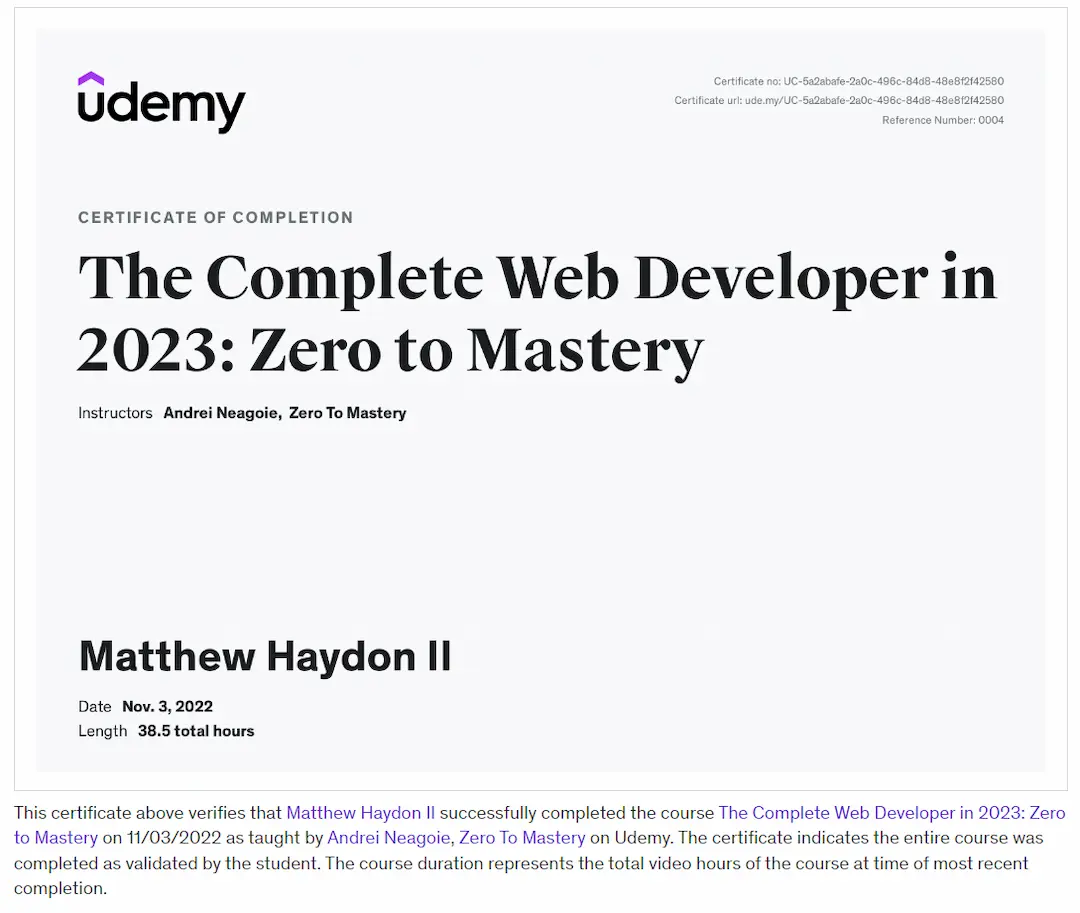 udemy
Certificate no: UC-5a2abafe-2a0c-496c-84d8-48e8f2f42580
Certificate url: ude.my/UC-5a2abafe-2a0c-496c-84d8-48e8f2f42580
Reference Number: 0004
CERTIFICATE OF COMPLETION
The Complete Web Developer in
2023: Zero to Mastery
Instructors Andrei Neagoie, Zero To Mastery
Matthew Haydon II
Date Nov. 3, 2022
Length 38.5 total hours
This certificate above verifies that Matthew Haydon II successfully completed the course The Complete Web Developer in 2023: Zero
to Mastery on 11/03/2022 as taught by Andrei Neagoie, Zero To Mastery on Udemy. The certificate indicates the entire course was
completed as validated by the student. The course duration represents the total video hours of the course at time of most recent
completion.